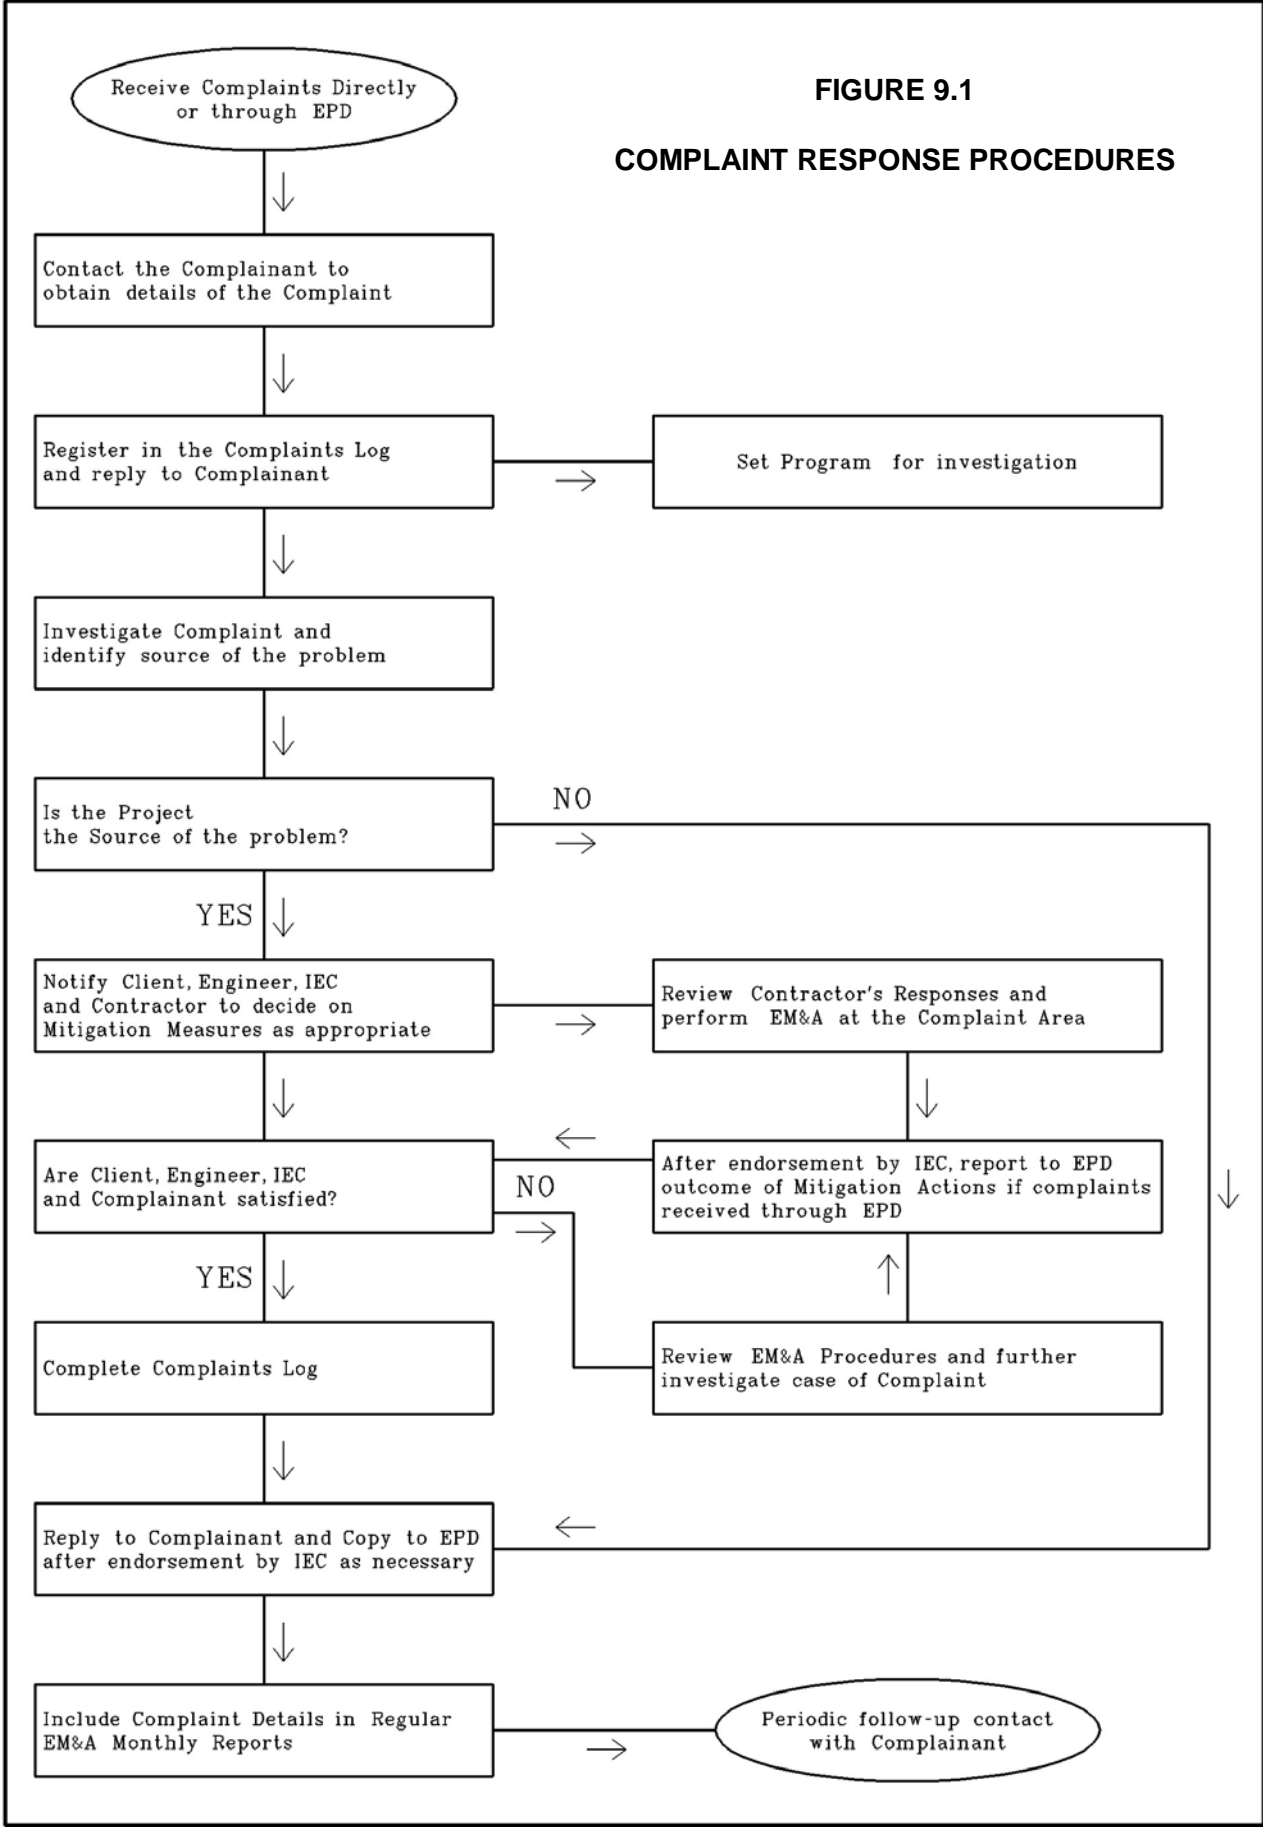 FIGURE 9.1
COMPLAINT RESPONSE PROCEDURES
Receive Complaints Directly
or through EPD
Contact the Complainant to
obtain details of the Complaint
Register in the Complaints Log
and reply to Complainant
Set Program for investigation
Investigate Complaint and
identify source of the problem
Is the Project
the Source of the problem?
NO
YES
Notify Client, Engineer, IEC
and Contractor to decide on
Mitigation Measures as appropriate
Review Contractor's Responses and
perform EM&A at the Complaint Area
Are Client, Engineer, IEC
and Complainant satisfied?
NO
After endorsement by IEC, report to EPD
outcome of Mitigation Actions if complaints
received through EPD
YES
Complete Complaints Log
Review EM&A Procedures and further
investigate case of Complaint
Reply to Complainant and Copy to EPD
after endorsement by IEC as necessary
Include Complaint Details in Regular
EM&A Monthly Reports
Periodic follow-up contact
with Complainant